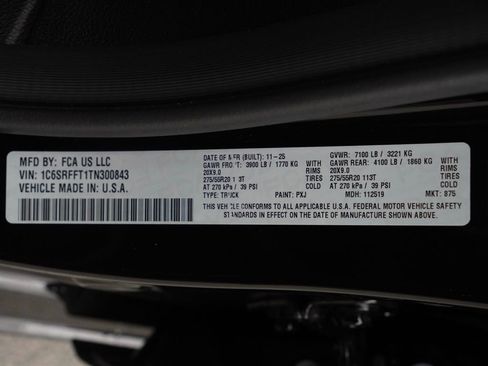 MFD BY: FCA US LLC
VIN: 1C6SRFFT1TN300843
VEHICLE MADE IN: U.S.A.
DATE OF MFR (BUILT): 11-25
GAWR FRONT: 3900 LB / 1770 KG
20X9.0 RIMS
275/55R20 113T TIRES
AT 270 kPa / 39 PSI COLD
TYPE: TRUCK PAINT: PXJ
GVWR: 7100 LB / 3221 KG
GAWR REAR: 4100 LB / 1860 KG
20X9.0 RIMS
275/55R20 113T TIRES
AT 270 kPa / 39 PSI COLD
MDH: 112519 MKT: 875
THIS VEHICLE CONFORMS TO ALL APPLICABLE U.S.A. FEDERAL MOTOR VEHICLE SAFETY
STANDARDS IN EFFECT ON THE DATE OF MANUFACTURE SHOWN ABOVE.